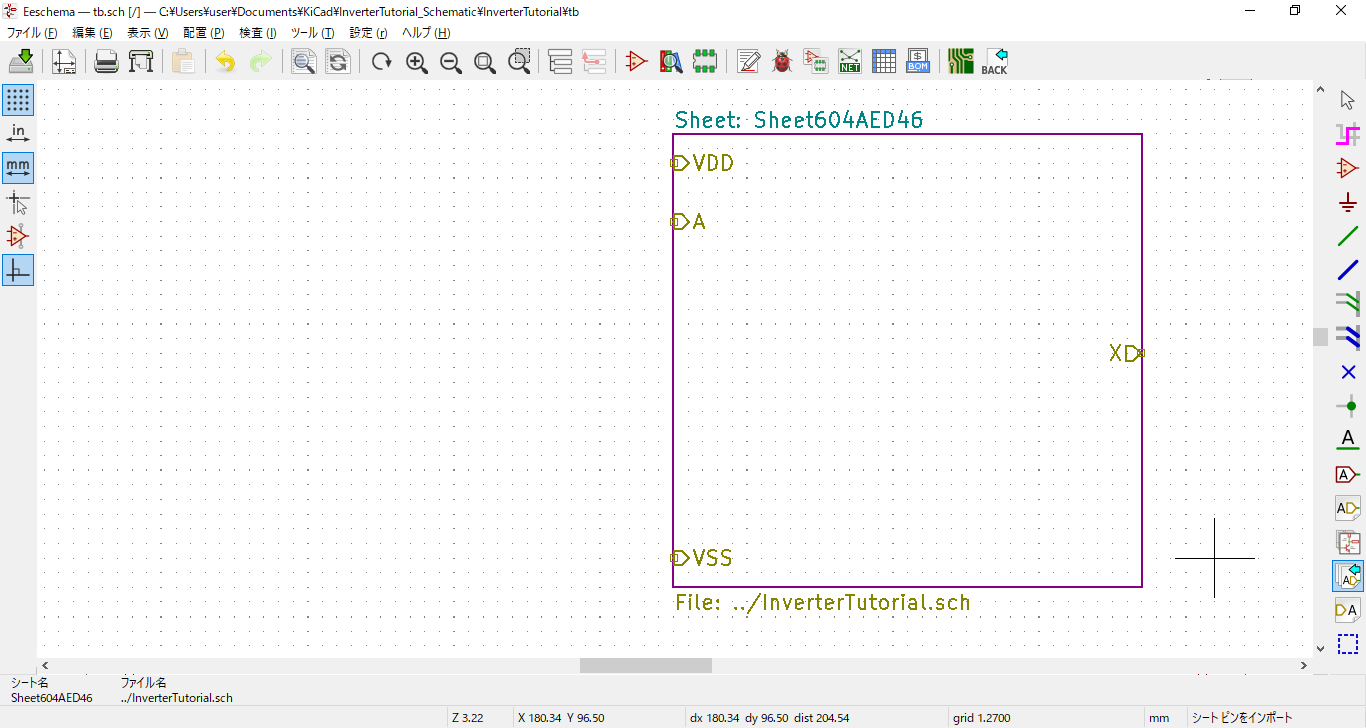 Eeschema — tb.sch [/] — C:¥Users¥user¥Documents¥KiCad¥InverterTutorial_Schematic¥InverterTutorial¥tb
ファイル (F) 編集 (E) 表示 (V) 配置 (P) 検査 (I) ツール (T) 設定 (r) ヘルプ (H)
NET
$
BOM
BACK
in
mm
Sheet: Sheet604AED46
VDD
A
X
VSS
File: ../InverterTutorial.sch
A
A
A
A
A
シート名 ファイル名
Sheet604AED46 ../InverterTutorial.sch
Z 3.22 X 180.34 Y 96.50 dx 180.34 dy 96.50 dist 204.54 grid 1.2700 mm シートピンをインポート